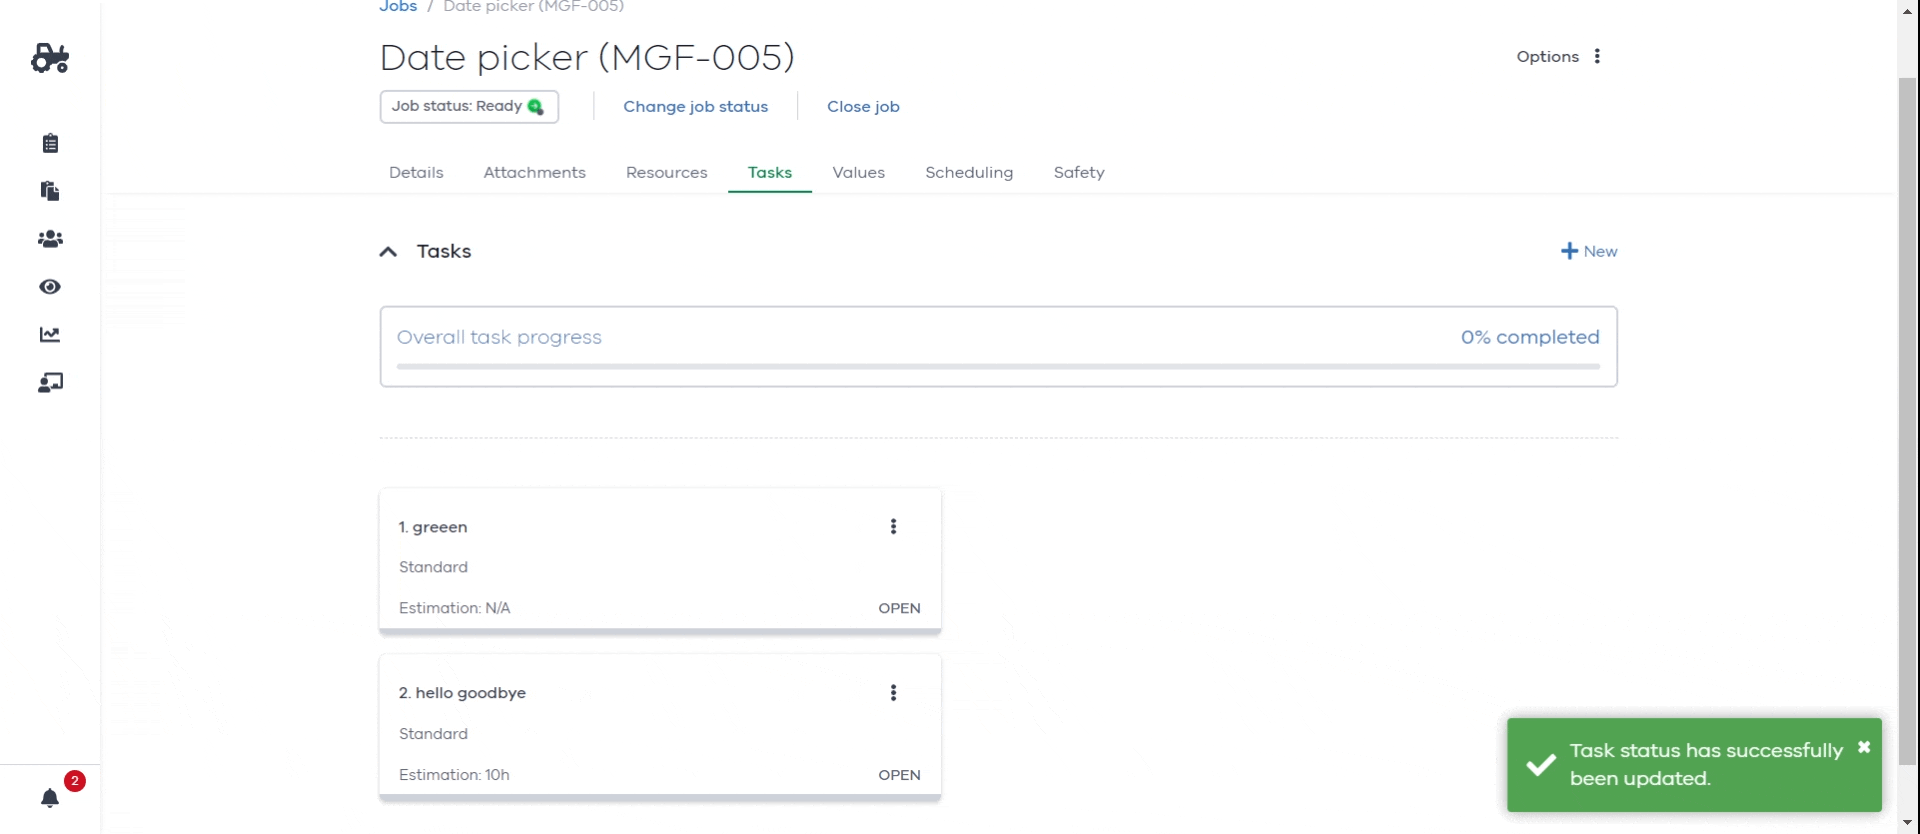 Jobs / Date picker (MGF-005)
Date picker (MGF-005)
Options
Job status: Ready
Change job status
Close job
Details
Attachments
Resources
Tasks
Values
Scheduling
Safety
Tasks
New
Overall task progress
0% completed
1. greeen
Standard
Estimation: N/A
OPEN
2. hello goodbye
Standard
Estimation: 10h
OPEN
Task status has successfully
been updated.
2